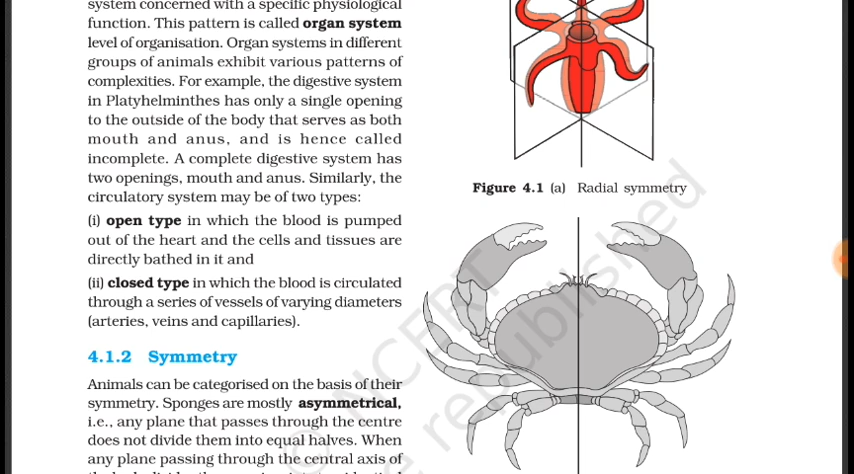 system concerned with a specific physiological
function. This pattern is called organ system
level of organisation. Organ systems in different
groups of animals exhibit various patterns of
complexities. For example, the digestive system
in Platyhelminthes has only a single opening
to the outside of the body that serves as both
mouth and anus, and is hence called
incomplete. A complete digestive system has
two openings, mouth and anus. Similarly, the
circulatory system may be of two types:
(i) open type in which the blood is pumped
out of the heart and the cells and tissues are
directly bathed in it and
(ii) closed type in which the blood is circulated
through a series of vessels of varying diameters
(arteries, veins and capillaries).
4.1.2 Symmetry
Animals can be categorised on the basis of their
symmetry. Sponges are mostly asymmetrical,
i.e., any plane that passes through the centre
does not divide them into equal halves. When
any plane passing through the central axis of
Figure 4.1 (a) Radial symmetry
© NCERT
be republished